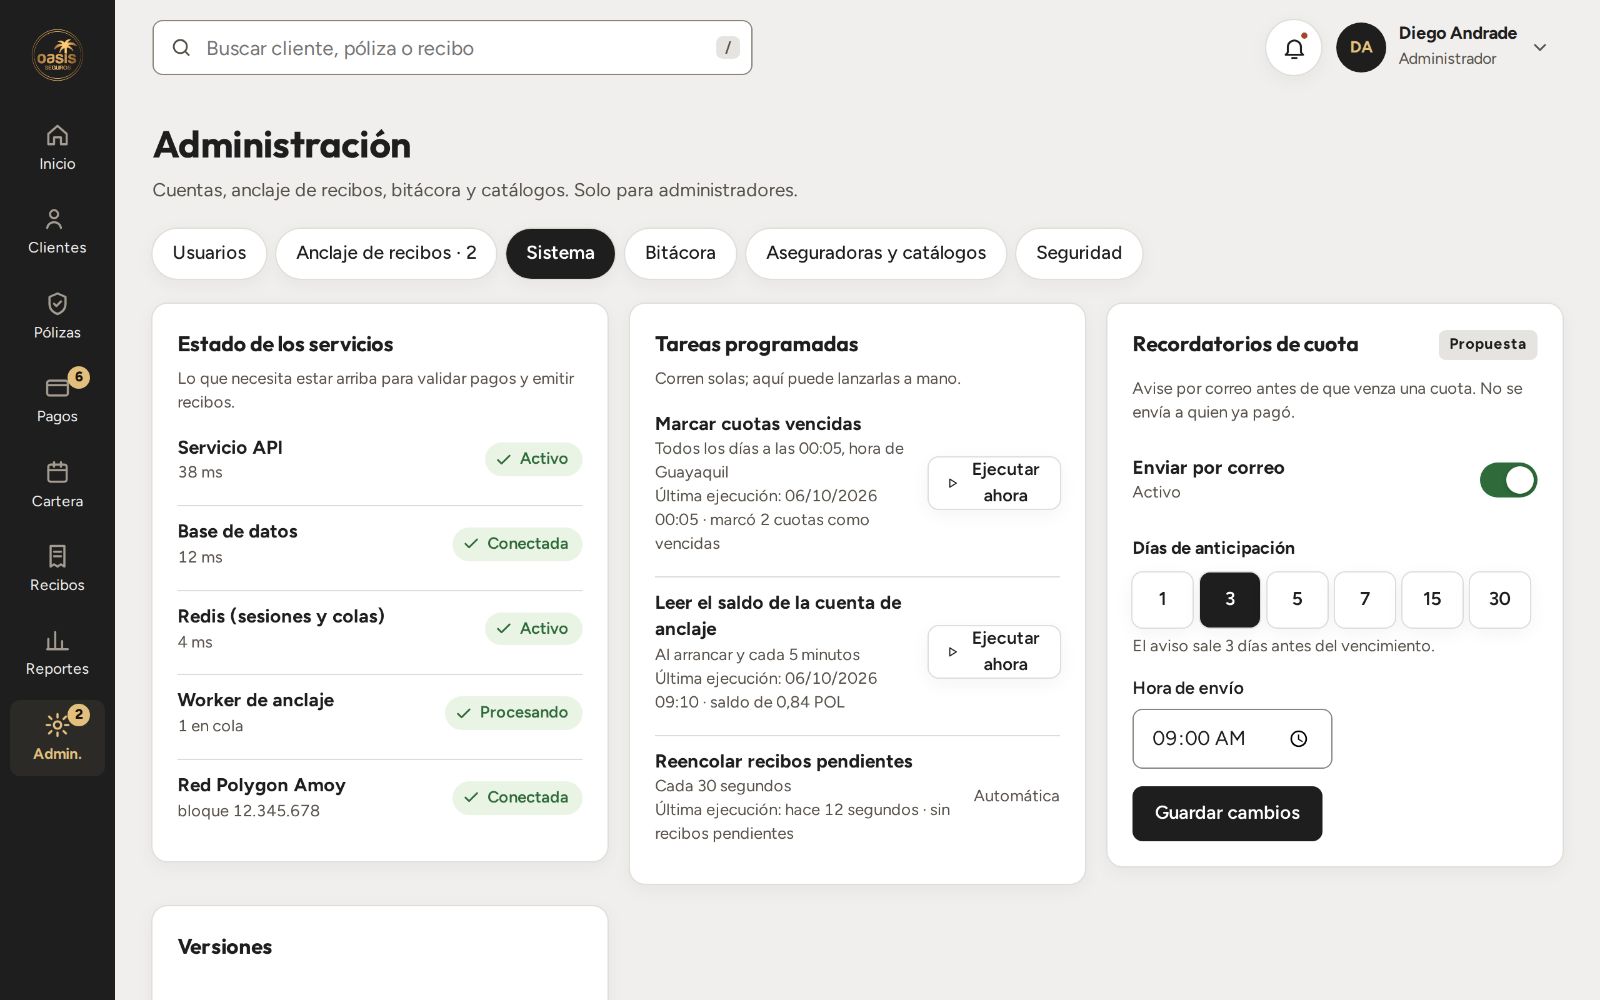 oasis
SEGUROS
Inicio
Clientes
Pólizas
6
Pagos
Cartera
Recibos
Reportes
2
Admin.
Buscar cliente, póliza o recibo
/
DA
Diego Andrade
Administrador
Administración
Cuentas, anclaje de recibos, bitácora y catálogos. Solo para administradores.
Usuarios
Anclaje de recibos · 2
Sistema
Bitácora
Aseguradoras y catálogos
Seguridad
Estado de los servicios
Lo que necesita estar arriba para validar pagos y emitir
recibos.
Servicio API
38 ms
Activo
Base de datos
12 ms
Conectada
Redis (sesiones y colas)
4 ms
Activo
Worker de anclaje
1 en cola
Procesando
Red Polygon Amoy
bloque 12.345.678
Conectada
Tareas programadas
Corren solas; aquí puede lanzarlas a mano.
Marcar cuotas vencidas
Todos los días a las 00:05, hora de
Guayaquil
Última ejecución: 06/10/2026
00:05 · marcó 2 cuotas como
vencidas
Ejecutar
ahora
Leer el saldo de la cuenta de
anclaje
Al arrancar y cada 5 minutos
Última ejecución: 06/10/2026
09:10 · saldo de 0,84 POL
Ejecutar
ahora
Reencolar recibos pendientes
Cada 30 segundos
Última ejecución: hace 12 segundos · sin
recibos pendientes
Automática
Recordatorios de cuota
Propuesta
Avise por correo antes de que venza una cuota. No se
envía a quien ya pagó.
Enviar por correo
Activo
Días de anticipación
1
3
5
7
15
30
El aviso sale 3 días antes del vencimiento.
Hora de envío
09:00 AM
Guardar cambios
Versiones